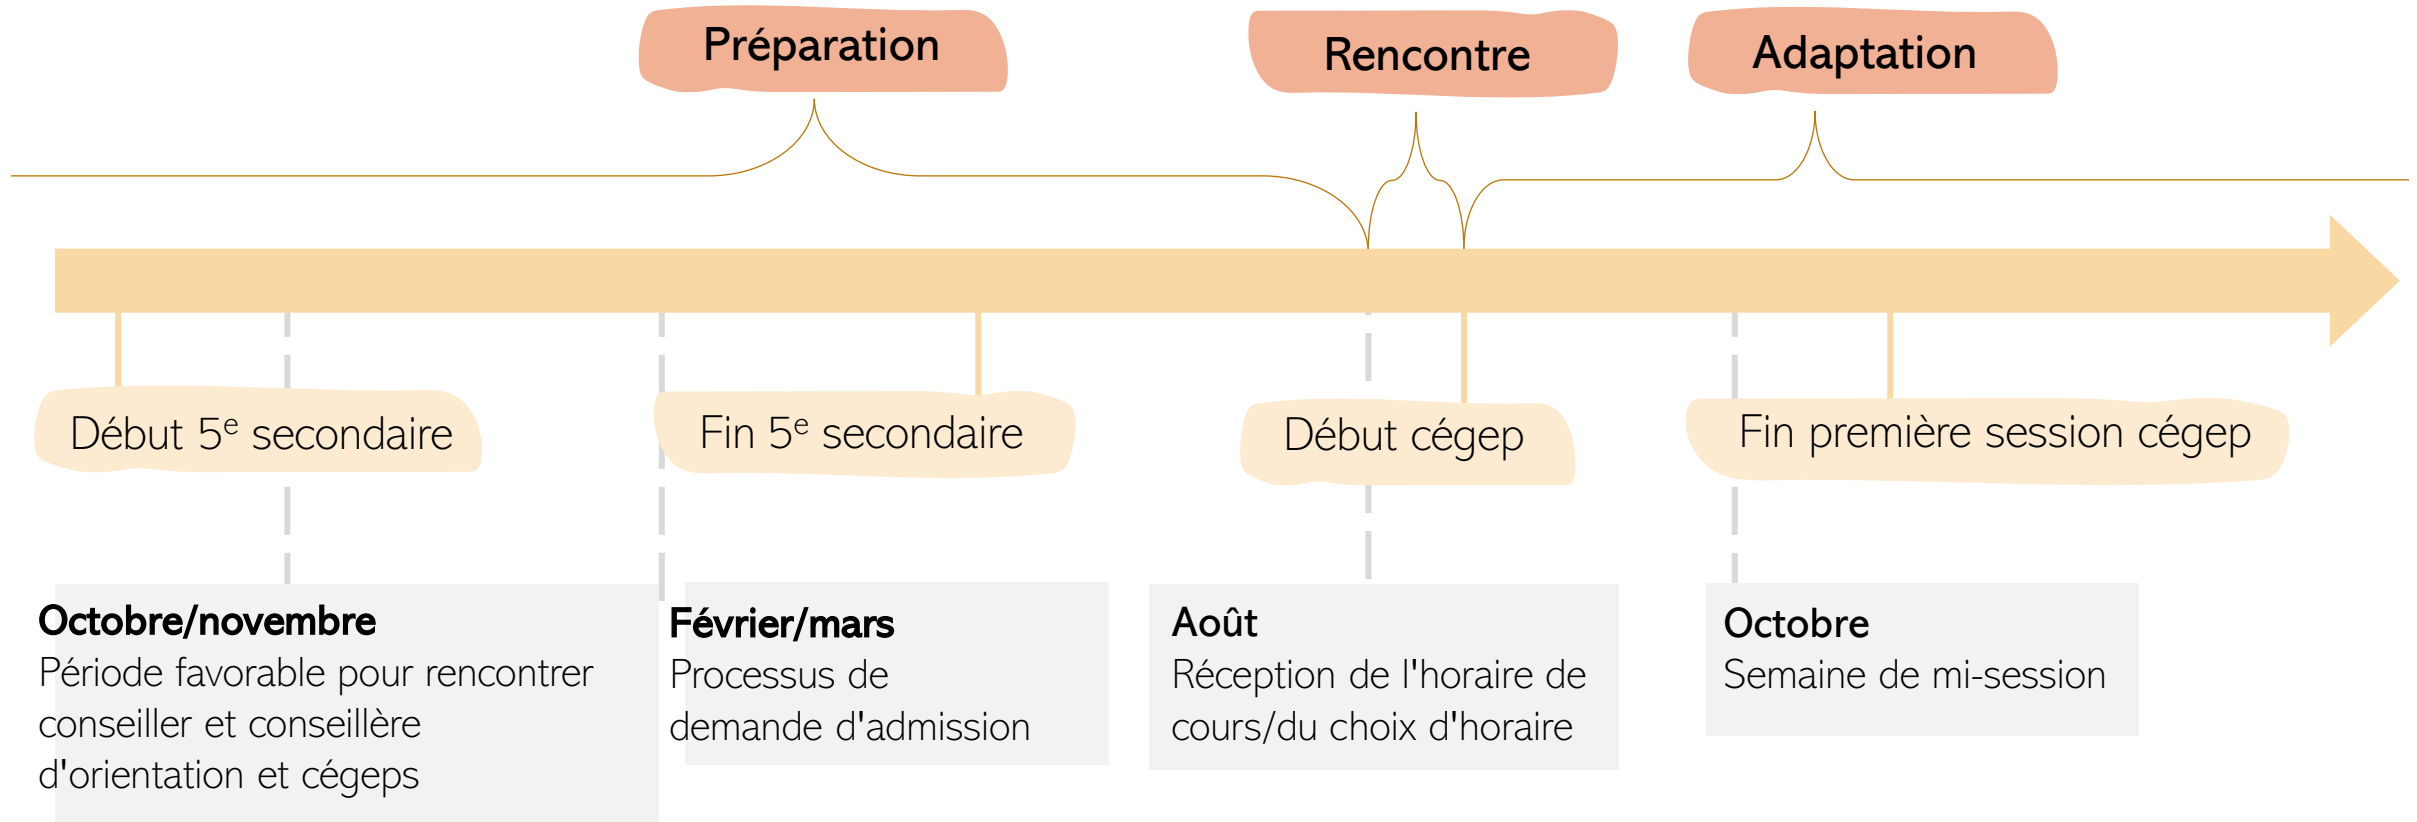 Préparation
Rencontre
Adaptation
Début 5e secondaire
Fin 5e secondaire
Début cégep
Fin première session cégep
Octobre/novembre
Période favorable pour rencontrer
conseiller et conseillère
d'orientation et cégeps
Février/mars
Processus de
demande d'admission
Août
Réception de l'horaire de
cours/du choix d'horaire
Octobre
Semaine de mi-session